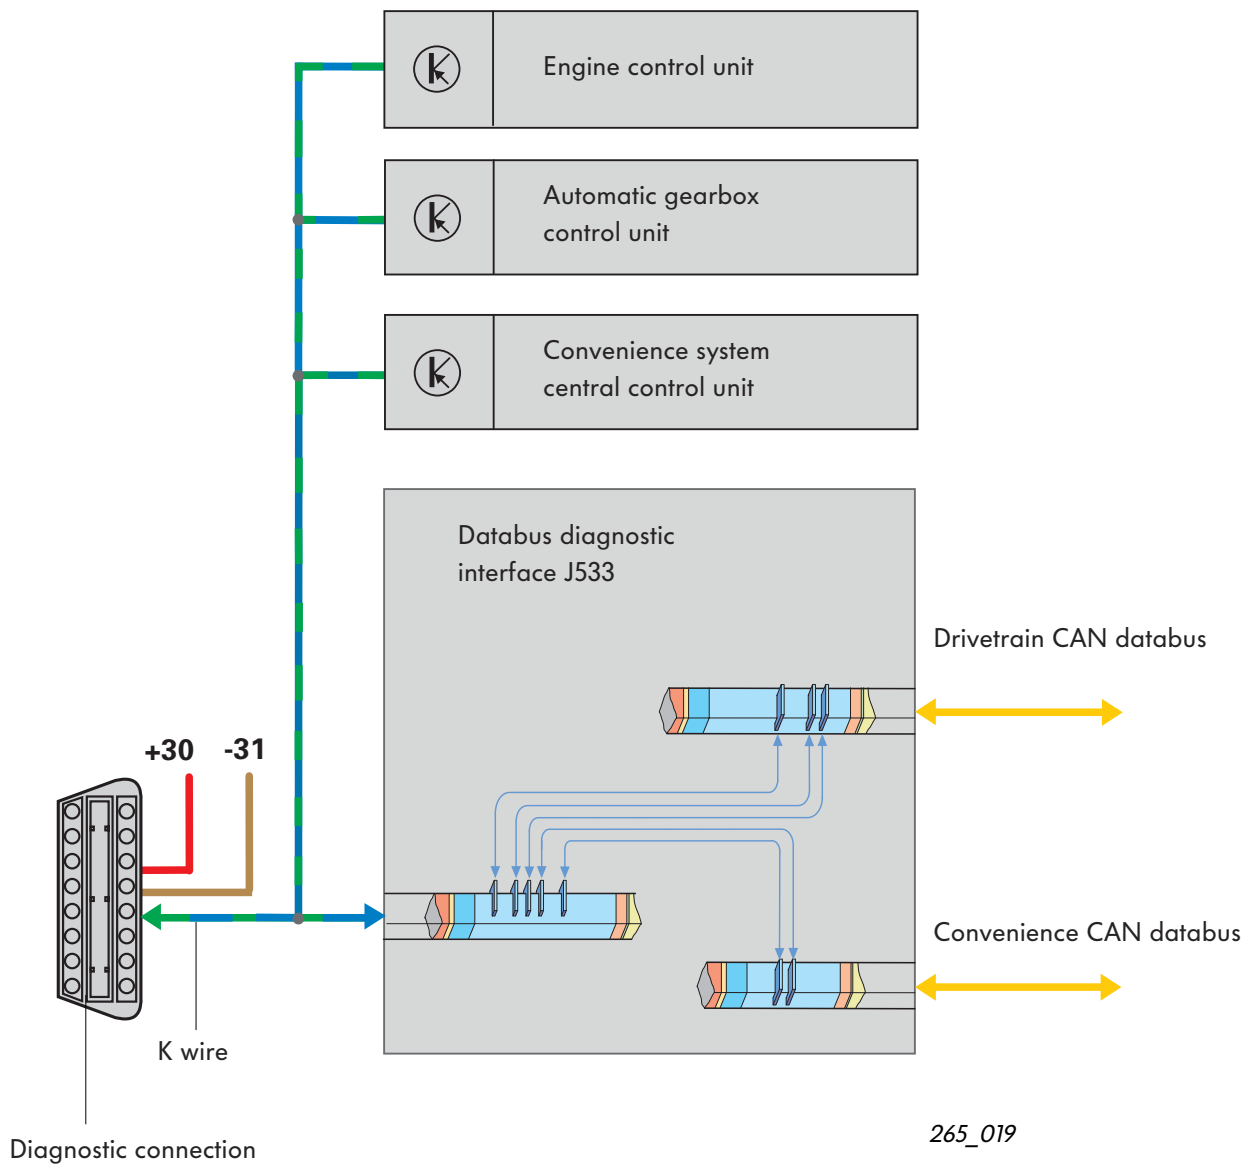 Engine control unit
Automatic gearbox
control unit
Convenience system
central control unit
Databus diagnostic
interface J533
Drivetrain CAN databus
+30
-31
Convenience CAN databus
K wire
265_019
Diagnostic connection